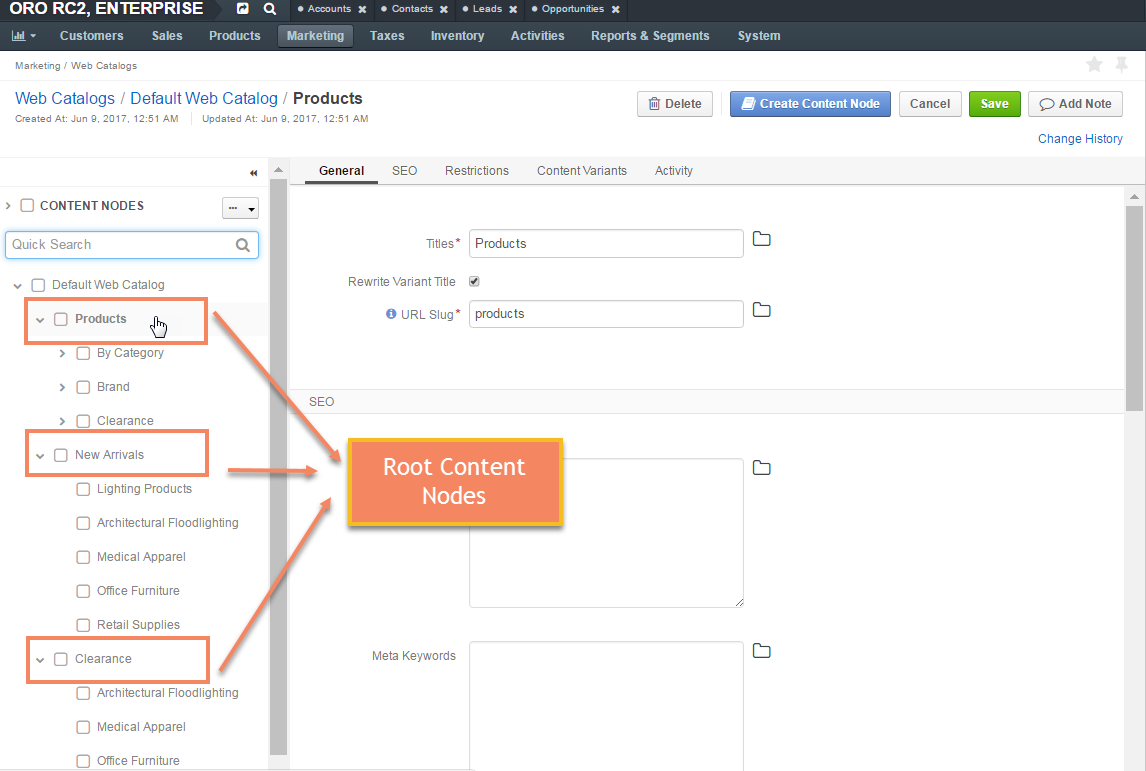 ORO RC2, ENTERPRISE
Accounts
Contacts
Leads
Opportunities
Customers
Sales
Products
Marketing
Taxes
Inventory
Activities
Reports & Segments
System
Marketing / Web Catalogs
Web Catalogs / Default Web Catalog / Products
Created At: Jun 9, 2017, 12:51 AM
Updated At: Jun 9, 2017, 12:51 AM
Delete
Create Content Node
Cancel
Save
Add Note
Change History
CONTENT NODES
Quick Search
Default Web Catalog
Products
By Category
Brand
Clearance
New Arrivals
Lighting Products
Architectural Floodlighting
Medical Apparel
Office Furniture
Retail Supplies
Clearance
Architectural Floodlighting
Medical Apparel
Office Furniture
General
SEO
Restrictions
Content Variants
Activity
Titles* Products
Rewrite Variant Title
URL Slug* products
SEO
Root Content
Nodes
Meta Keywords